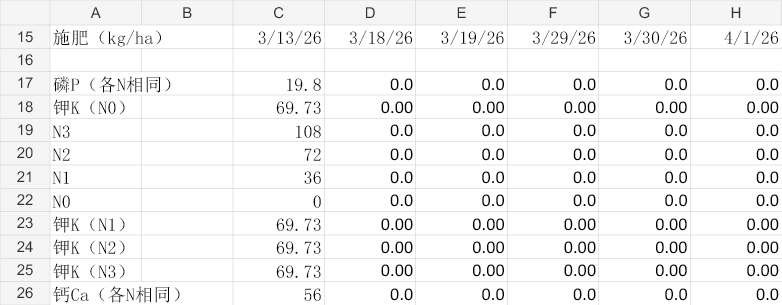 A B C D E F G H
15 施肥（kg/ha） 3/13/26 3/18/26 3/19/26 3/29/26 3/30/26 4/1/26
16
17 磷P（各N相同） 19.8 0.0 0.0 0.0 0.0 0.0
18 钾K（N0） 69.73 0.00 0.00 0.00 0.00 0.00
19 N3 108 0.0 0.0 0.0 0.0 0.0
20 N2 72 0.0 0.0 0.0 0.0 0.0
21 N1 36 0.0 0.0 0.0 0.0 0.0
22 N0 0 0.0 0.0 0.0 0.0 0.0
23 钾K（N1） 69.73 0.00 0.00 0.00 0.00 0.00
24 钾K（N2） 69.73 0.00 0.00 0.00 0.00 0.00
25 钾K（N3） 69.73 0.00 0.00 0.00 0.00 0.00
26 钙Ca（各N相同） 56 0.0 0.0 0.0 0.0 0.0